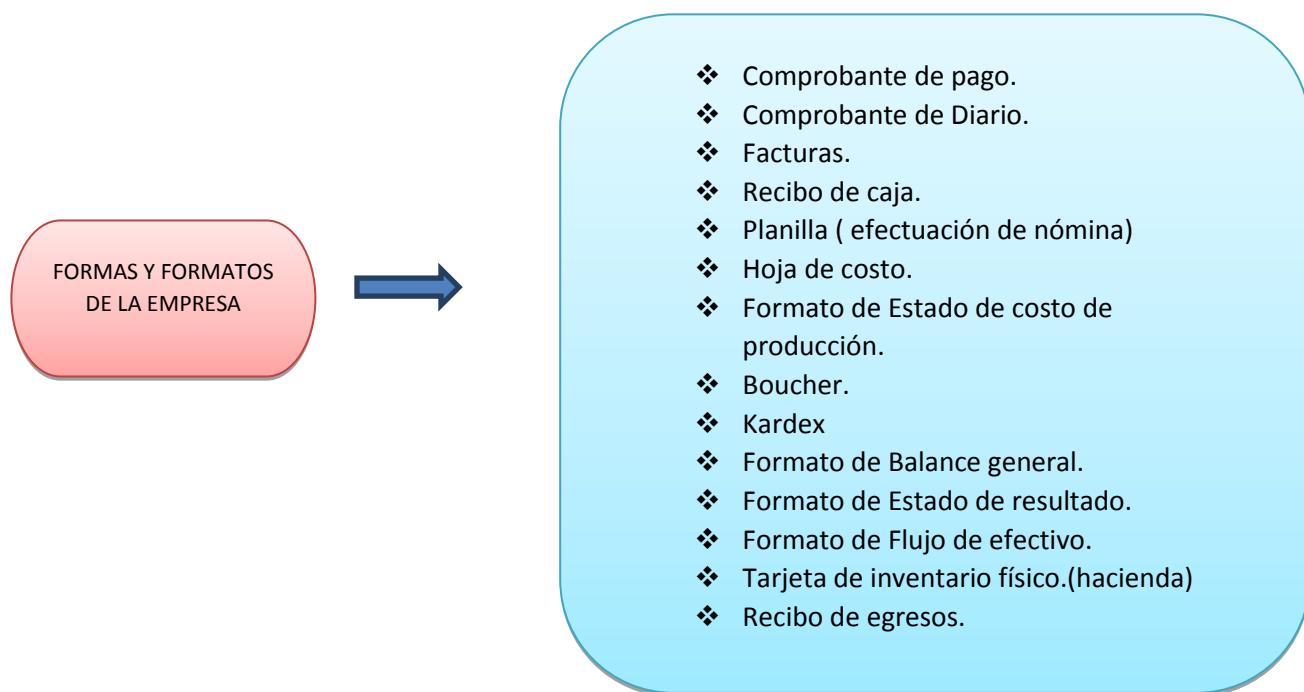 FORMAS Y FORMATOS
DE LA EMPRESA
❖ Comprobante de pago.
❖ Comprobante de Diario.
❖ Facturas.
❖ Recibo de caja.
❖ Planilla ( efectuación de nómina)
❖ Hoja de costo.
❖ Formato de Estado de costo de
producción.
❖ Boucher.
❖ Kardex
❖ Formato de Balance general.
❖ Formato de Estado de resultado.
❖ Formato de Flujo de efectivo.
❖ Tarjeta de inventario físico.(hacienda)
❖ Recibo de egresos.